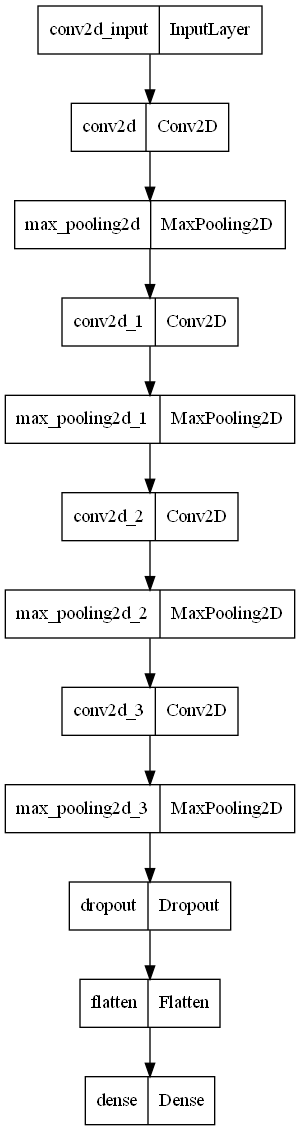 conv2d_input InputLayer
conv2d Conv2D
max_pooling2d MaxPooling2D
conv2d_1 Conv2D
max_pooling2d_1 MaxPooling2D
conv2d_2 Conv2D
max_pooling2d_2 MaxPooling2D
conv2d_3 Conv2D
max_pooling2d_3 MaxPooling2D
dropout Dropout
flatten Flatten
dense Dense